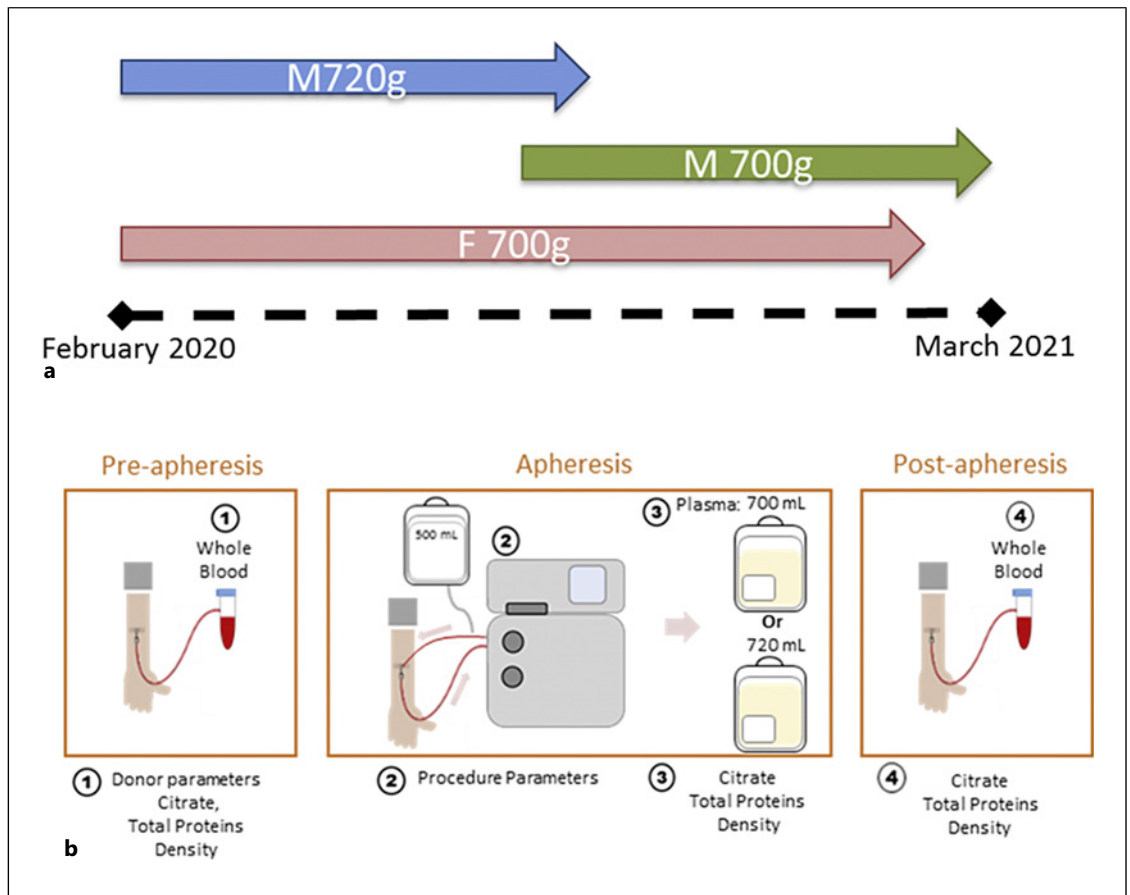 M720g
M 700g
F 700g
February 2020
March 2021
a
Pre-apheresis
Apheresis
Post-apheresis
1
Whole
Blood
500 mL
2
3 Plasma: 700 mL
Or
720 mL
4
Whole
Blood
1 Donor parameters
Citrate,
Total Proteins
Density
2 Procedure Parameters
3 Citrate
Total Proteins
Density
4 Citrate
Total Proteins
Density
b